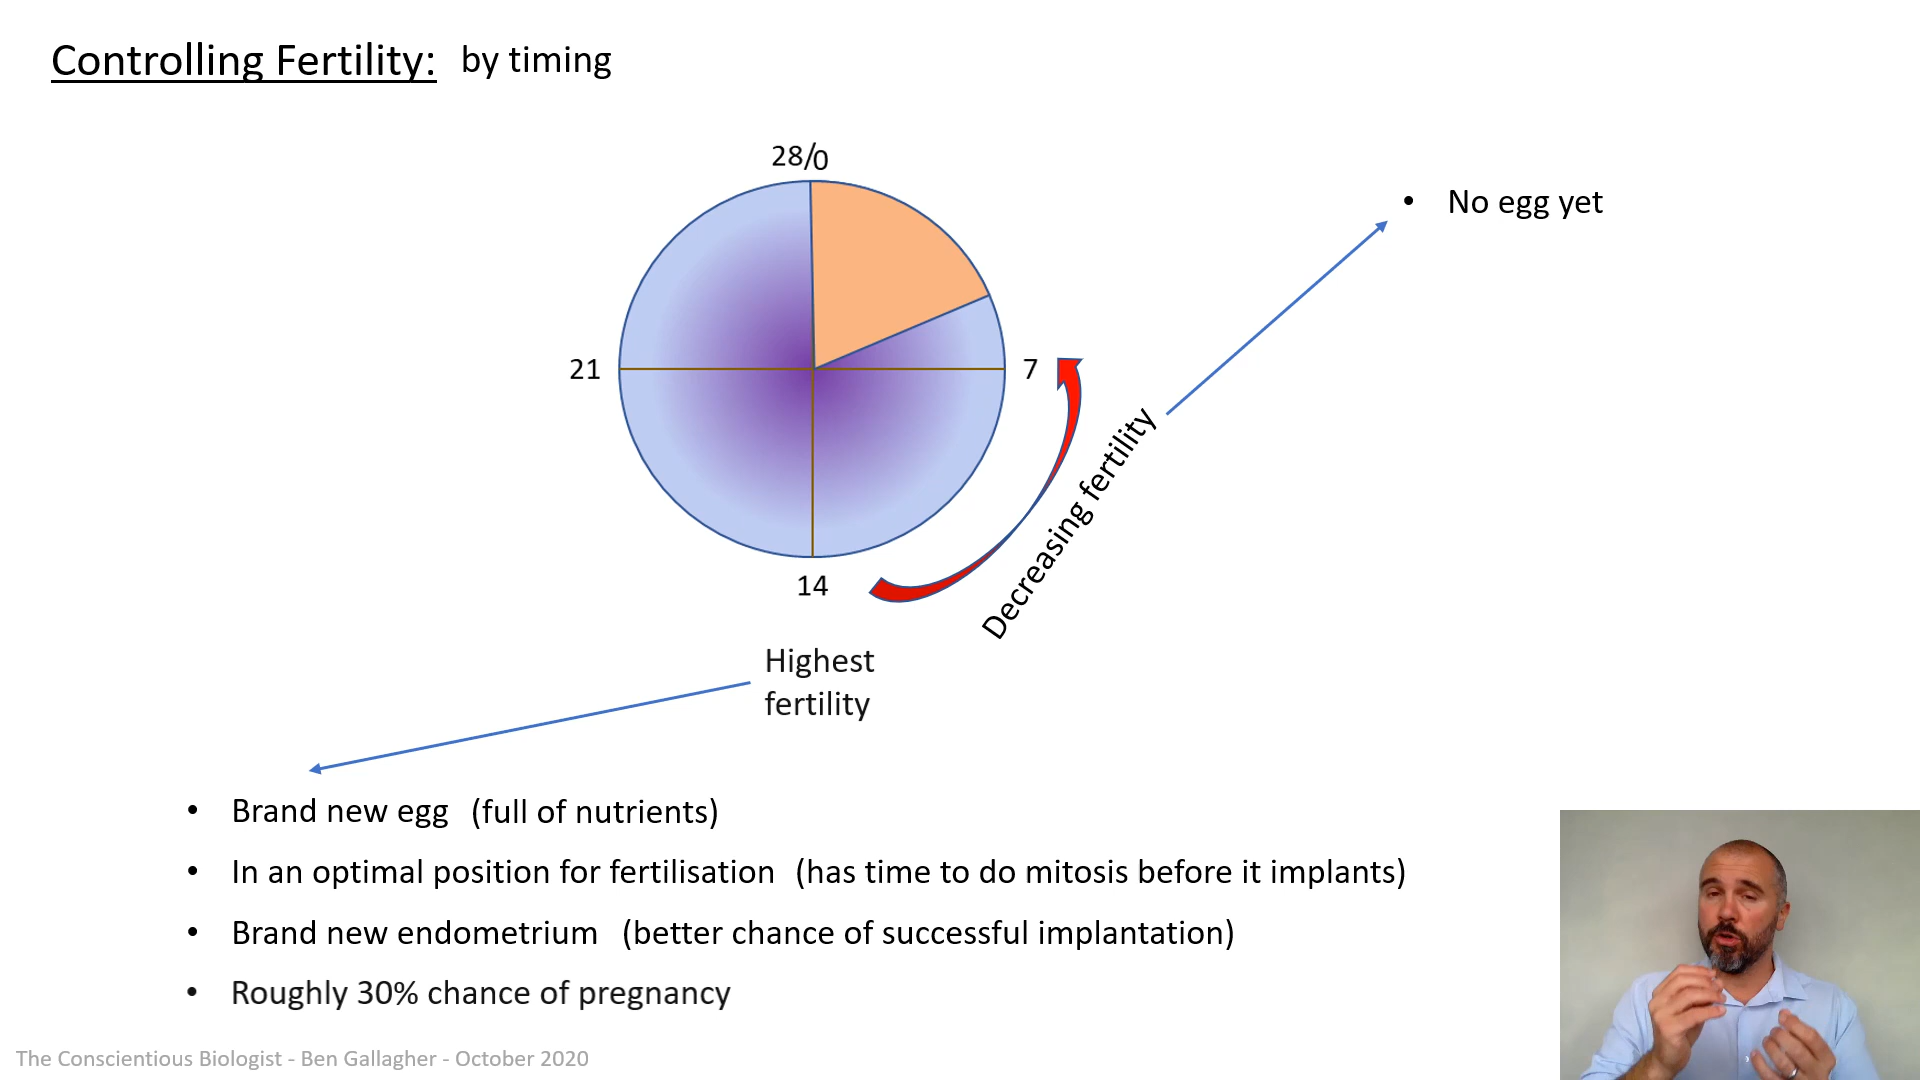 Controlling Fertility: by timing
28/0
• No egg yet
21
7
Decreasing fertility
14
Highest
fertility
• Brand new egg (full of nutrients)
• In an optimal position for fertilisation (has time to do mitosis before it implants)
• Brand new endometrium (better chance of successful implantation)
• Roughly 30% chance of pregnancy
The Conscientious Biologist - Ben Gallagher - October 2020